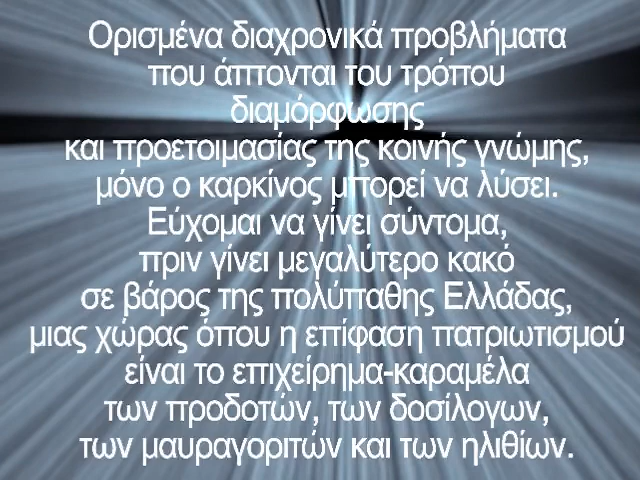 Ορισμένα διαχρονικά προβλήματα
που άπτονται του τρόπου
διαμόρφωσης
και προετοιμασίας της κοινής γνώμης,
μόνο ο καρκίνος μπορεί να λύσει.
Εύχομαι να γίνει σύντομα,
πριν γίνει μεγαλύτερο κακό
σε βάρος της πολύπαθης Ελλάδας,
μιας χώρας όπου η επίφαση πατριωτισμού
είναι το επιχείρημα-καραμέλα
των προδοτών, των δοσίλογων,
των μαυραγοριτών και των ηλιθίων.